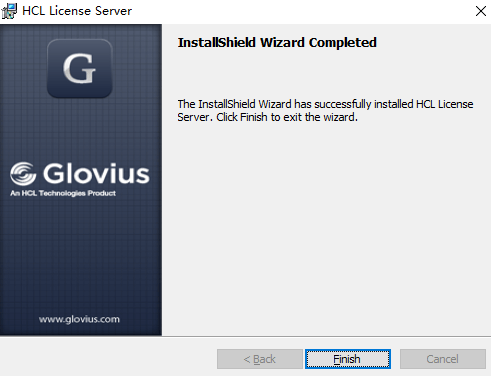 HCL License Server
InstallShield Wizard Completed
G
The InstallShield Wizard has successfully installed HCL License
Server. Click Finish to exit the wizard.
Glovius
An HCL Technologies Product
www.glovius.com
< Back
Finish
Cancel